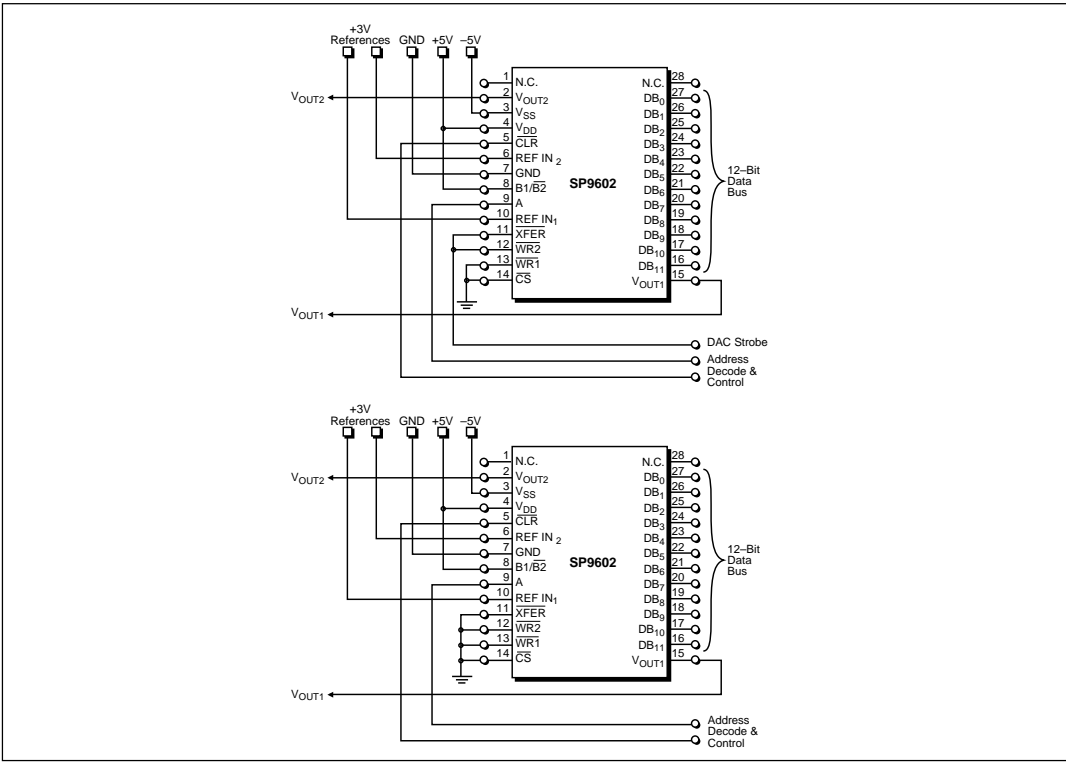 +3V
References GND +5V –5V
1 N.C. N.C. 28
VOUT2 2 VOUT2 DB0 27
3 VSS DB1 26
4 VDD DB2 25
5 CLR DB3 24
6 REF IN 2 DB4 23
7 GND DB5 22
8 B1/B2 SP9602 DB6 21
9 A DB7 20
10 REF IN1 DB8 19
11 XFER DB9 18
12 WR2 DB10 17
13 WR1 DB11 16
14 CS VOUT1 15
12–Bit
Data
Bus
VOUT1
DAC Strobe
Address
Decode &
Control
+3V
References GND +5V –5V
1 N.C. N.C. 28
VOUT2 2 VOUT2 DB0 27
3 VSS DB1 26
4 VDD DB2 25
5 CLR DB3 24
6 REF IN 2 DB4 23
7 GND DB5 22
8 B1/B2 SP9602 DB6 21
9 A DB7 20
10 REF IN1 DB8 19
11 XFER DB9 18
12 WR2 DB10 17
13 WR1 DB11 16
14 CS VOUT1 15
12–Bit
Data
Bus
VOUT1
Address
Decode &
Control